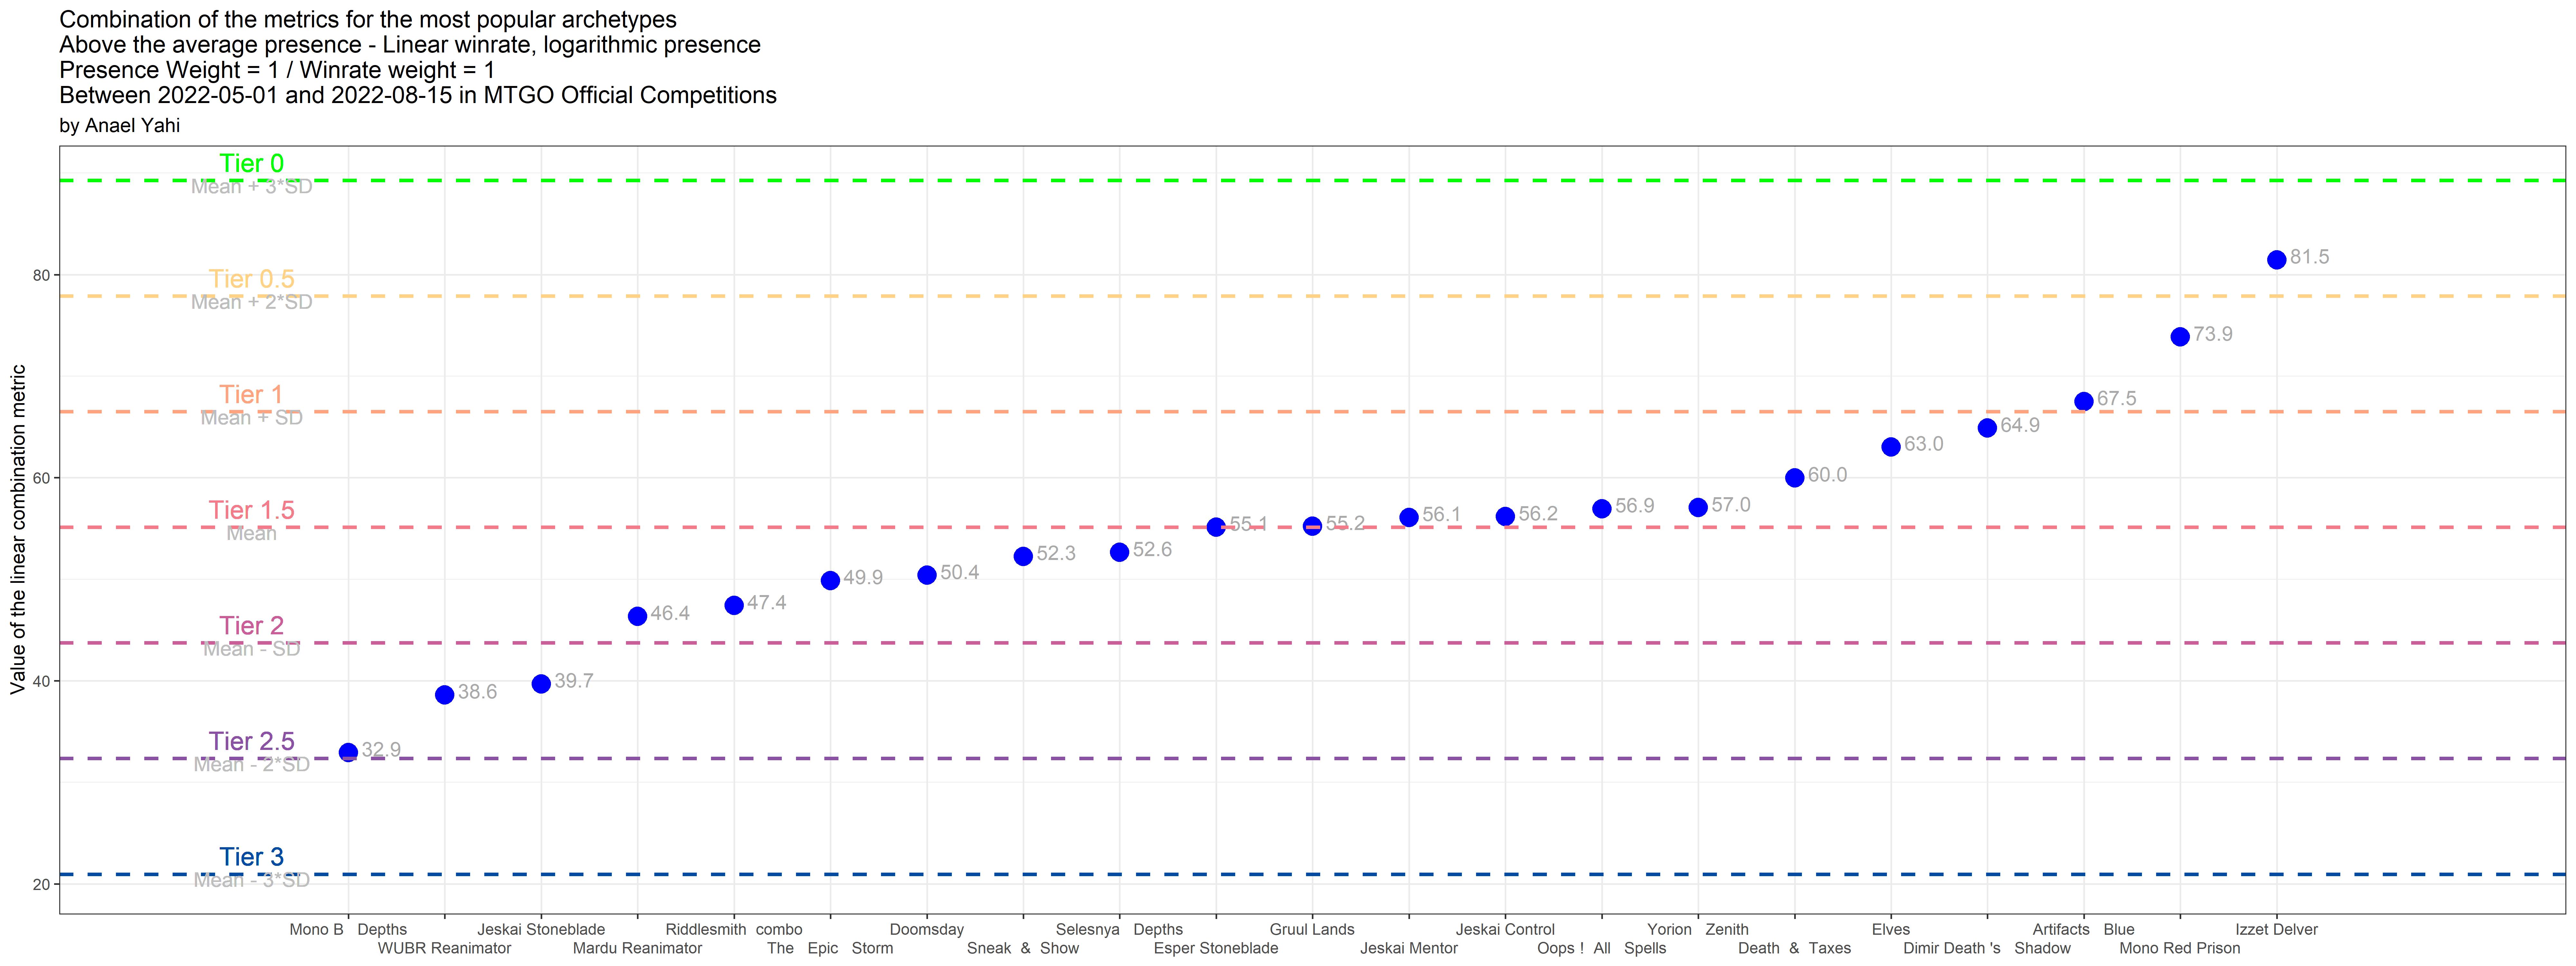 Combination of the metrics for the most popular archetypes
Above the average presence - Linear winrate, logarithmic presence
Presence Weight = 1 / Winrate weight = 1
Between 2022-05-01 and 2022-08-15 in MTGO Official Competitions
by Anael Yahi
Value of the linear combination metric
80
60
40
20
Tier 0
Mean + 3*SD
Tier 0.5
Mean + 2*SD
Tier 1
Mean + SD
Tier 1.5
Mean
Tier 2
Mean - SD
Tier 2.5
Mean - 2*SD
Tier 3
Mean - 3*SD
32.9
38.6
39.7
46.4
47.4
49.9
50.4
52.3
52.6
55.1
55.2
56.1
56.2
56.9
57.0
60.0
63.0
64.9
67.5
73.9
81.5
Mono B Depths
WUBR Reanimator
Jeskai Stoneblade
Mardu Reanimator
Riddlesmith combo
The Epic Storm
Doomsday
Sneak & Show
Selesnya Depths
Esper Stoneblade
Gruul Lands
Jeskai Mentor
Jeskai Control
Oops ! All Spells
Yorion Zenith
Death & Taxes
Elves
Dimir Death 's Shadow
Artifacts Blue
Mono Red Prison
Izzet Delver